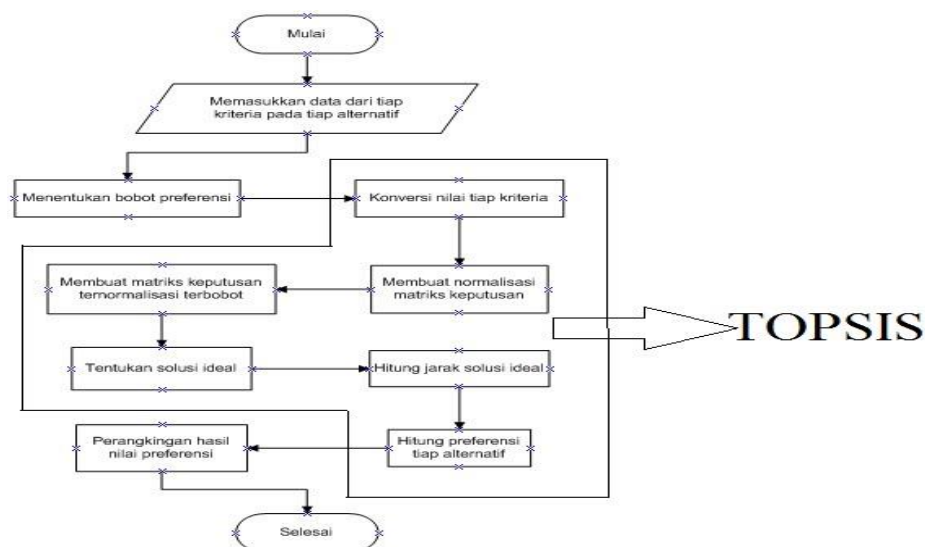 Mulai
Memasukkan data dari tiap
kriteria pada tiap alternatif
Menentukan bobot preferensi
Konversi nilai tiap kriteria
Membuat normalisasi
matriks keputusan
Membuat matriks keputusan
ternormalisasi terbobot
Tentukan solusi ideal
Hitung jarak solusi ideal
Hitung preferensi
tiap alternatif
Perangkingan hasil
nilai preferensi
Selesai
TOPSIS